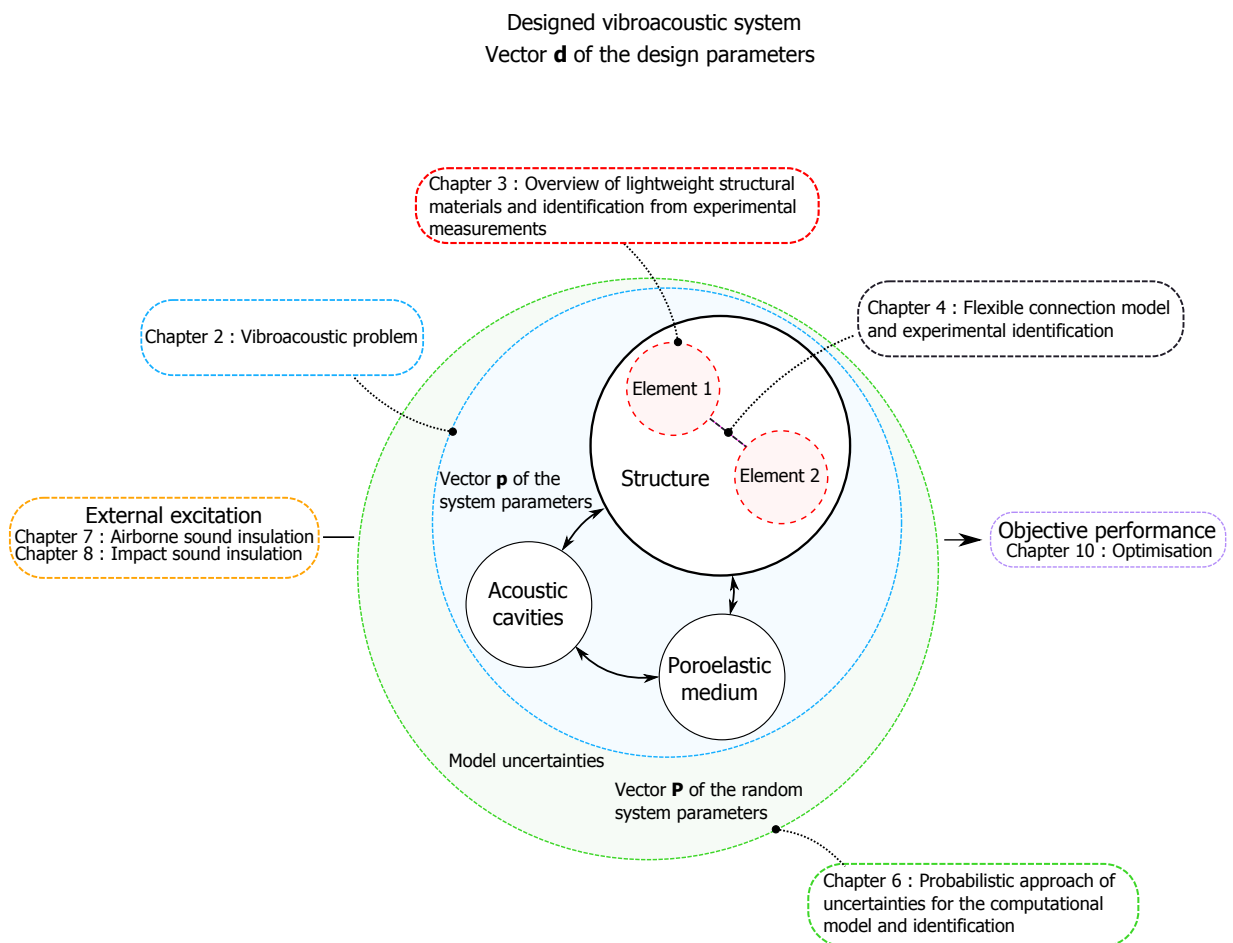 Designed vibroacoustic system
Vector d of the design parameters
Chapter 3 : Overview of lightweight structural
materials and identification from experimental
measurements
Chapter 4 : Flexible connection model
and experimental identification
Chapter 2 : Vibroacoustic problem
Element 1
Element 2
Structure
Vector p of the
system parameters
External excitation
Chapter 7 : Airborne sound insulation
Chapter 8 : Impact sound insulation
Objective performance
Chapter 10 : Optimisation
Acoustic
cavities
Poroelastic
medium
Model uncertainties
Vector P of the random
system parameters
Chapter 6 : Probabilistic approach of
uncertainties for the computational
model and identification